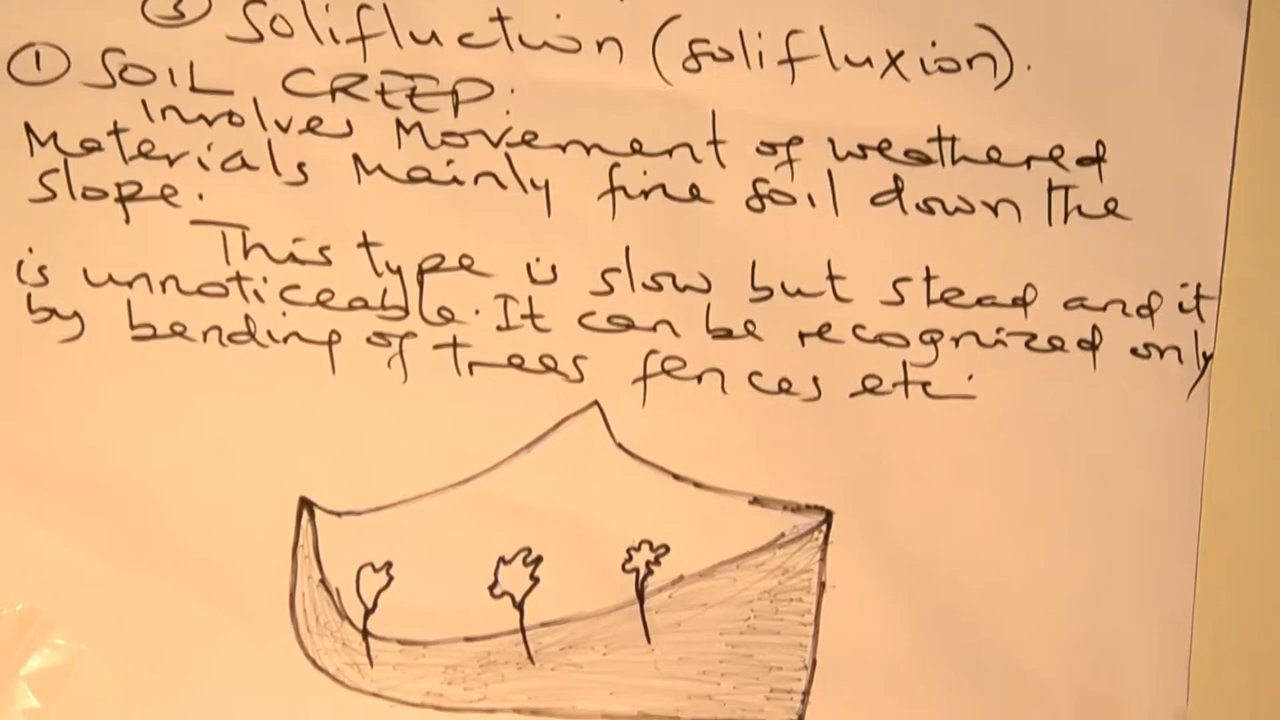 ③ Solifluction (solifluxion).
① SOIL CREEP:
Involves Movement of weathered
Materials Mainly fine soil down the
slope.
This type is slow but stead and it
is unnoticeable. It can be recognized only
by bending of trees fences etc.